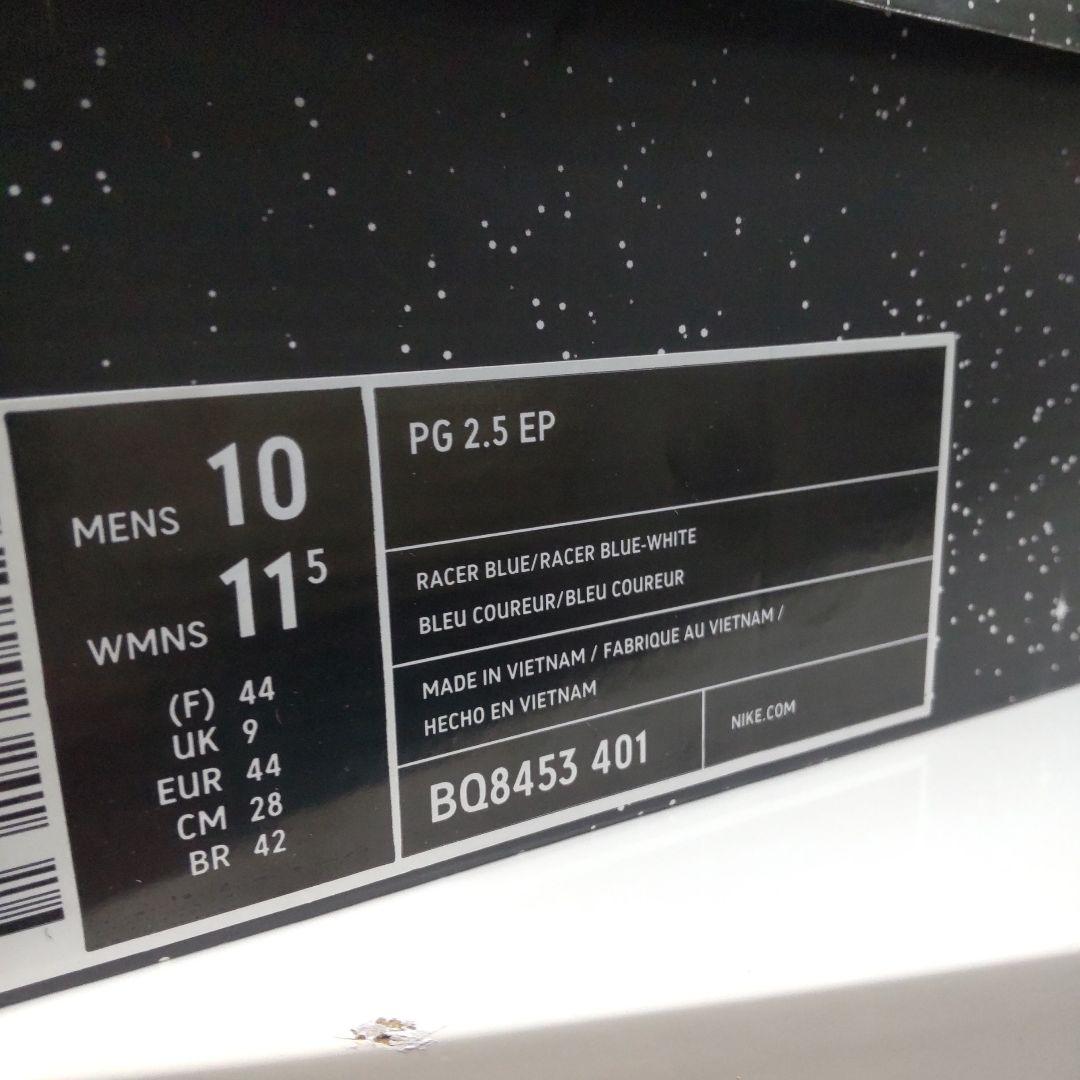 MENS 10
WMNS 11⁵
(F) 44
UK 9
EUR 44
CM 28
BR 42
PG 2.5 EP
RACER BLUE/RACER BLUE-WHITE
BLEU COUREUR/BLEU COUREUR
MADE IN VIETNAM / FABRIQUE AU VIETNAM /
HECHO EN VIETNAM
BQ8453 401
NIKE.COM